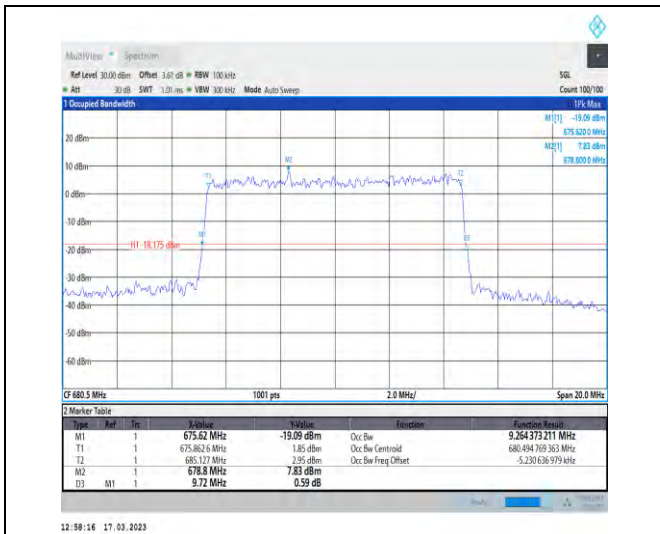 MultiView Spectrum
Ref Level 30.00 dBm Offset 3.61 dB RBW 100 kHz SGL
Att 30 dB SWT 1.01 ms VBW 300 kHz Mode Auto Sweep Count 100/100
1 Occupied Bandwidth 1Pk Max
M1[1] -19.09 dBm
675.620 0 MHz
M2[1] 7.83 dBm
678.800 0 MHz
20 dBm
10 dBm
0 dBm
-10 dBm
-20 dBm
-30 dBm
-40 dBm
-50 dBm
-60 dBm
M2
T1
T2
M1
H1 -18.175 dBm
CF 680.5 MHz 1001 pts 2.0 MHz/ Span 20.0 MHz
2 Marker Table
Type Ref Trc X-Value Y-Value Function Function Result
M1 1 675.62 MHz -19.09 dBm Occ Bw 9.264 373 211 MHz
T1 1 675.862 6 MHz 1.85 dBm Occ Bw Centroid 680.494 769 363 MHz
T2 1 685.127 MHz 2.95 dBm Occ Bw Freq Offset -5.230 636 979 kHz
M2 1 678.8 MHz 7.83 dBm
D3 M1 1 9.72 MHz 0.59 dB
12:58:16 17.03.2023